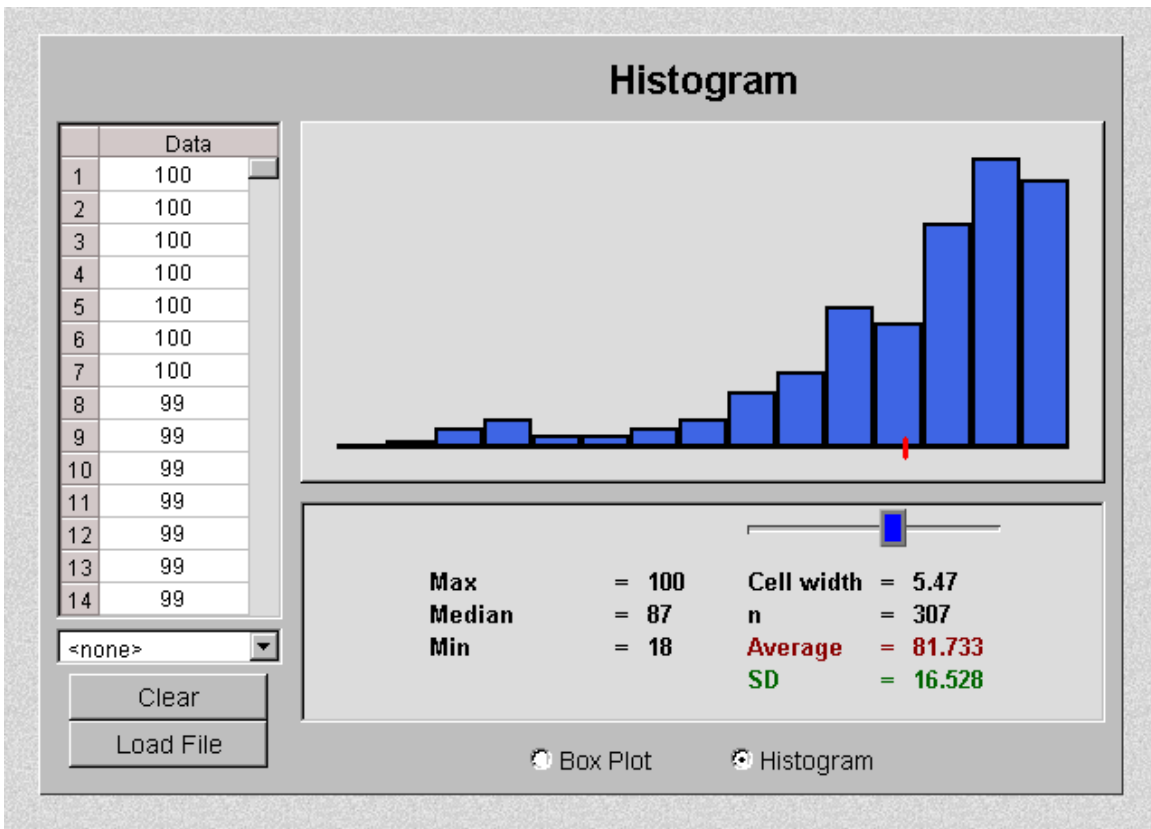 Histogram
Data
1 100
2 100
3 100
4 100
5 100
6 100
7 100
8 99
9 99
10 99
11 99
12 99
13 99
14 99
<none>
Clear
Load File
Max = 100 Cell width = 5.47
Median = 87 n = 307
Min = 18 Average = 81.733
SD = 16.528
Box Plot Histogram